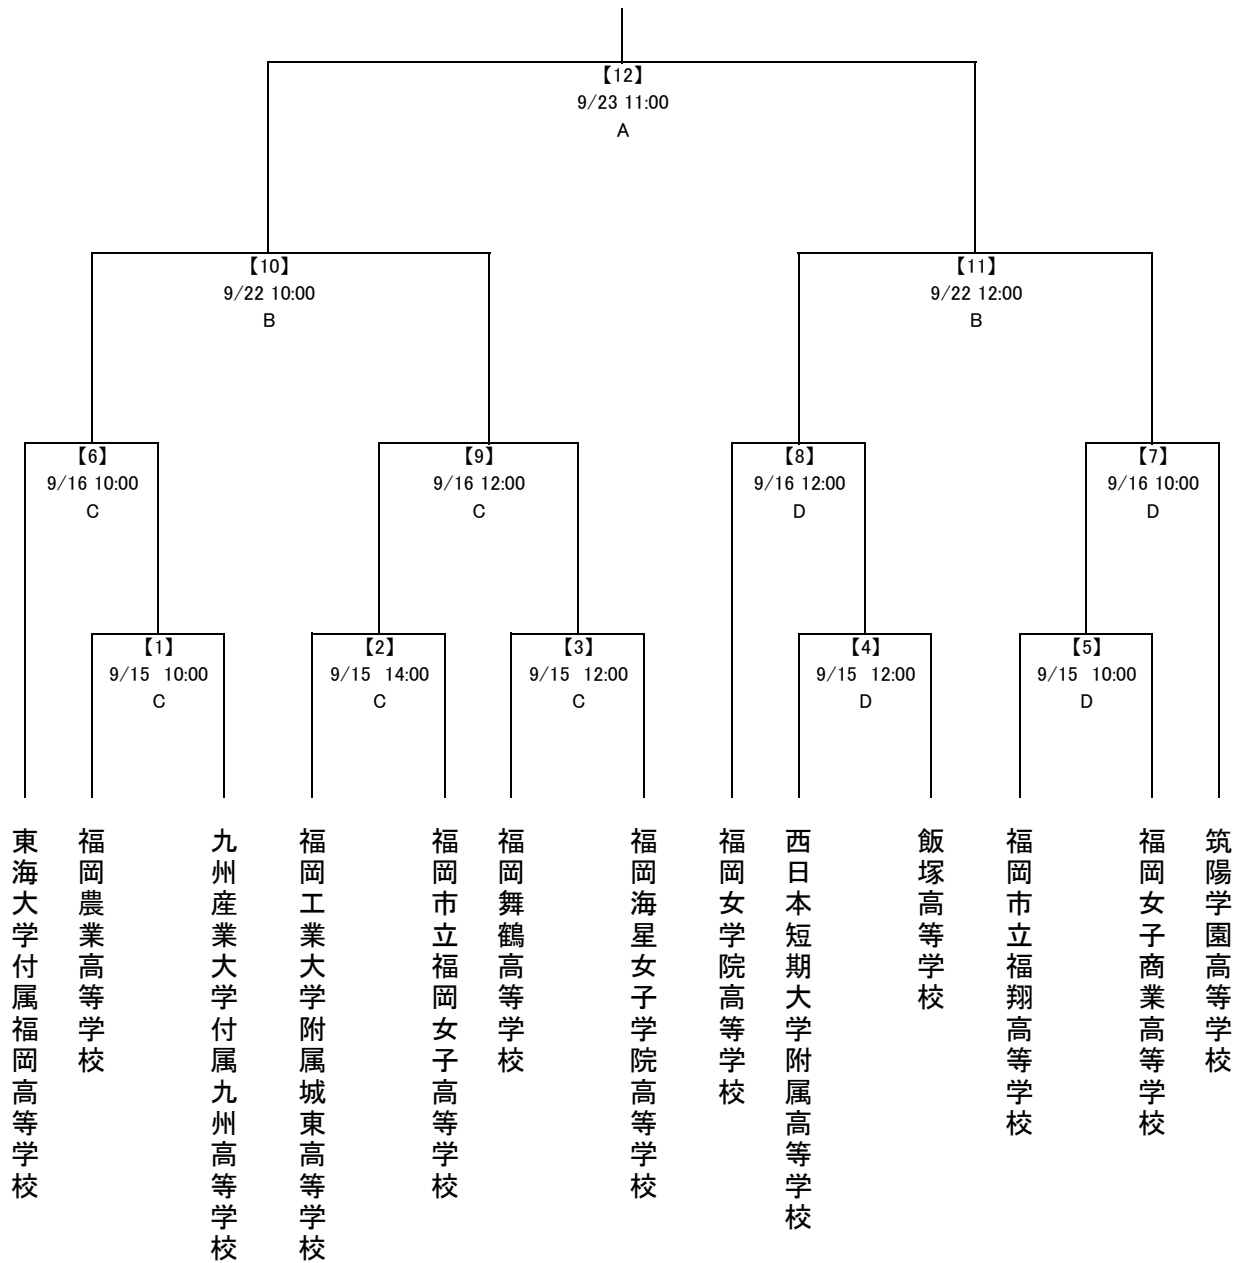 【12】
9/23 11:00
A
【10】
9/22 10:00
B
【11】
9/22 12:00
B
【6】
9/16 10:00
C
【9】
9/16 12:00
C
【8】
9/16 12:00
D
【7】
9/16 10:00
D
【1】
9/15 10:00
C
【2】
9/15 14:00
C
【3】
9/15 12:00
C
【4】
9/15 12:00
D
【5】
9/15 10:00
D
東海大学付属福岡高等学校
福岡農業高等学校
九州産業大学付属九州高等学校
福岡工業大学附属城東高等学校
福岡市立福岡女子高等学校
福岡舞鶴高等学校
福岡海星女子学院高等学校
福岡女学院高等学校
西日本短期大学附属高等学校
飯塚高等学校
福岡市立福翔高等学校
福岡女子商業高等学校
筑陽学園高等学校